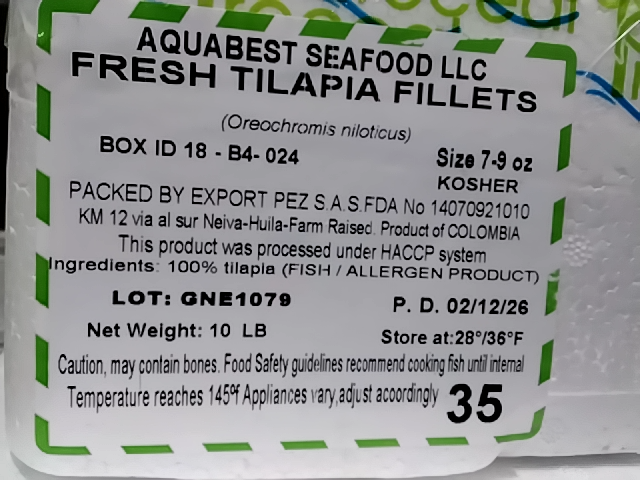 AQUABEST SEAFOOD LLC
FRESH TILAPIA FILLETS
(Oreochromis niloticus)
BOX ID 18 - B4- 024
Size 7-9 oz
KOSHER
PACKED BY EXPORT PEZ S.A.S.FDA No 14070921010
KM 12 via al sur Neiva-Huila-Farm Raised. Product of COLOMBIA
This product was processed under HACCP system
Ingredients: 100% tilapia (FISH / ALLERGEN PRODUCT)
LOT: GNE1079
P. D. 02/12/26
Net Weight: 10 LB
Store at:28°/36°F
Caution, may contain bones. Food Safety guidelines recommend cooking fish until internal
Temperature reaches 145°f Appliances vary,adjust acoordingly
35